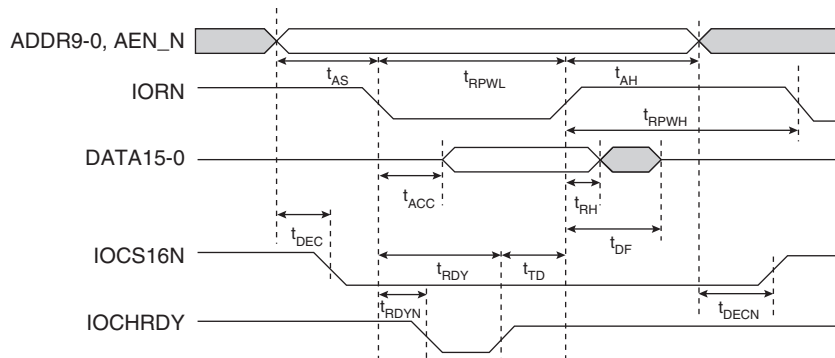 ADDR9-0, AEN_N
tAS
tRPWL
tAH
IORN
tRPWH
DATA15-0
tACC
tRH
tDEC
tDF
IOCS16N
tRDY
tTD
tRDYN
tDECN
IOCHRDY